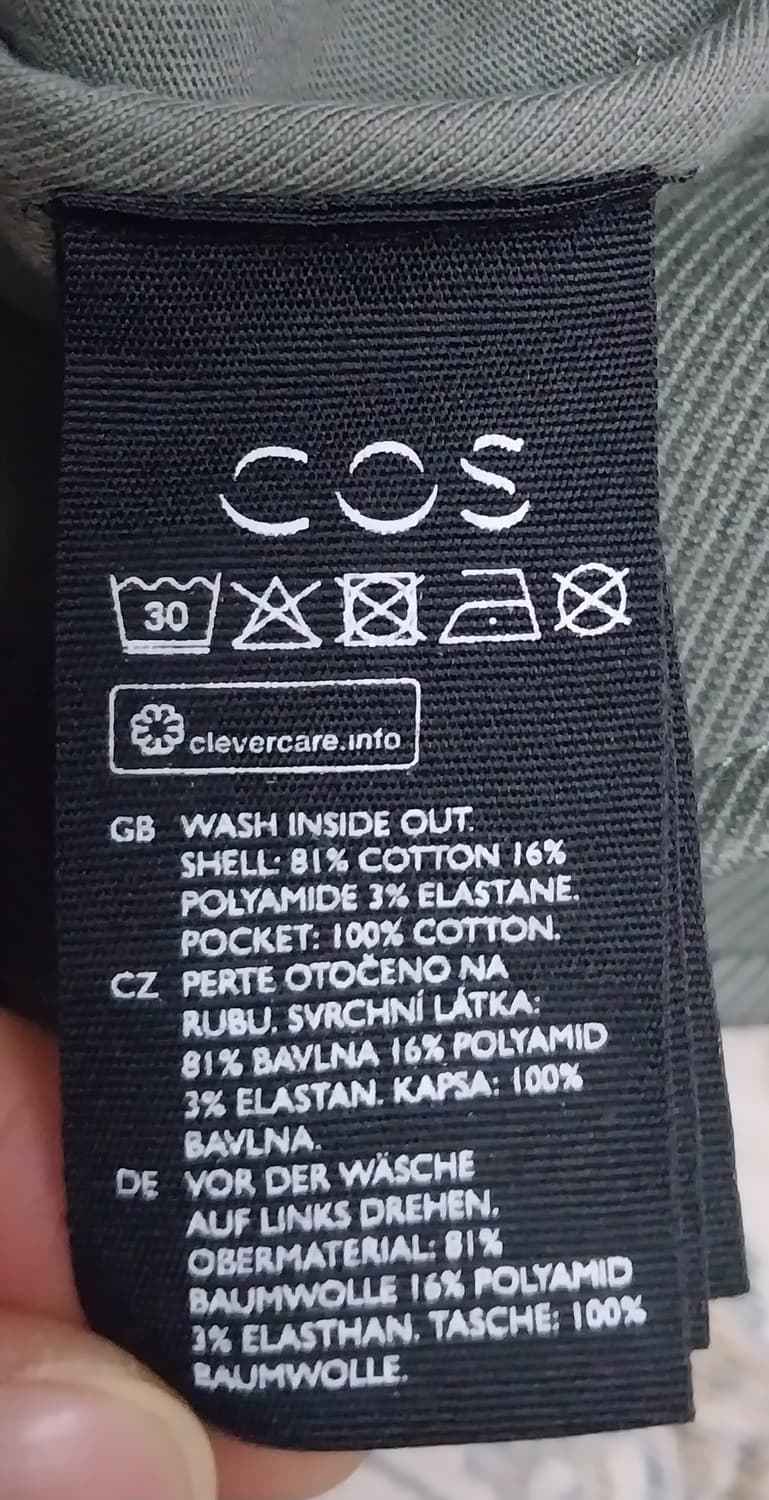 COS
30
clevercare.info
GB WASH INSIDE OUT.
SHELL: 81% COTTON 16%
POLYAMIDE 3% ELASTANE.
POCKET: 100% COTTON.
CZ PERTE OTOČENO NA
RUBU. SVRCHNÍ LÁTKA:
81% BAVLNA 16% POLYAMID
3% ELASTAN. KAPSA: 100%
BAVLNA.
DE VOR DER WÄSCHE
AUF LINKS DREHEN.
OBERMATERIAL: 81%
BAUMWOLLE 16% POLYAMID
3% ELASTHAN. TASCHE: 100%
BAUMWOLLE.